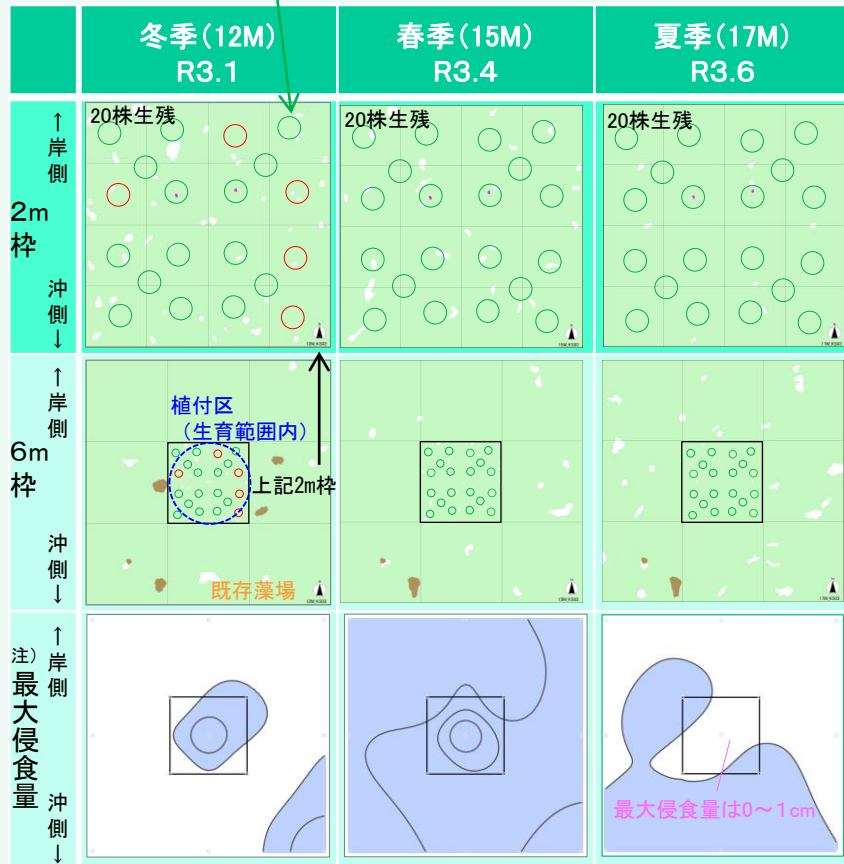 冬季(12M)
R3.1
春季(15M)
R3.4
夏季(17M)
R3.6
↑
岸
側
2m
枠
沖
側
↓
20株生残
20株生残
20株生残
↑
岸
側
6m
枠
沖
側
↓
植付区
(生育範囲内)
上記2m枠
既存藻場
↑
岸
側
注)
最
大
侵
食
量
沖
側
↓
最大侵食量は0～1cm